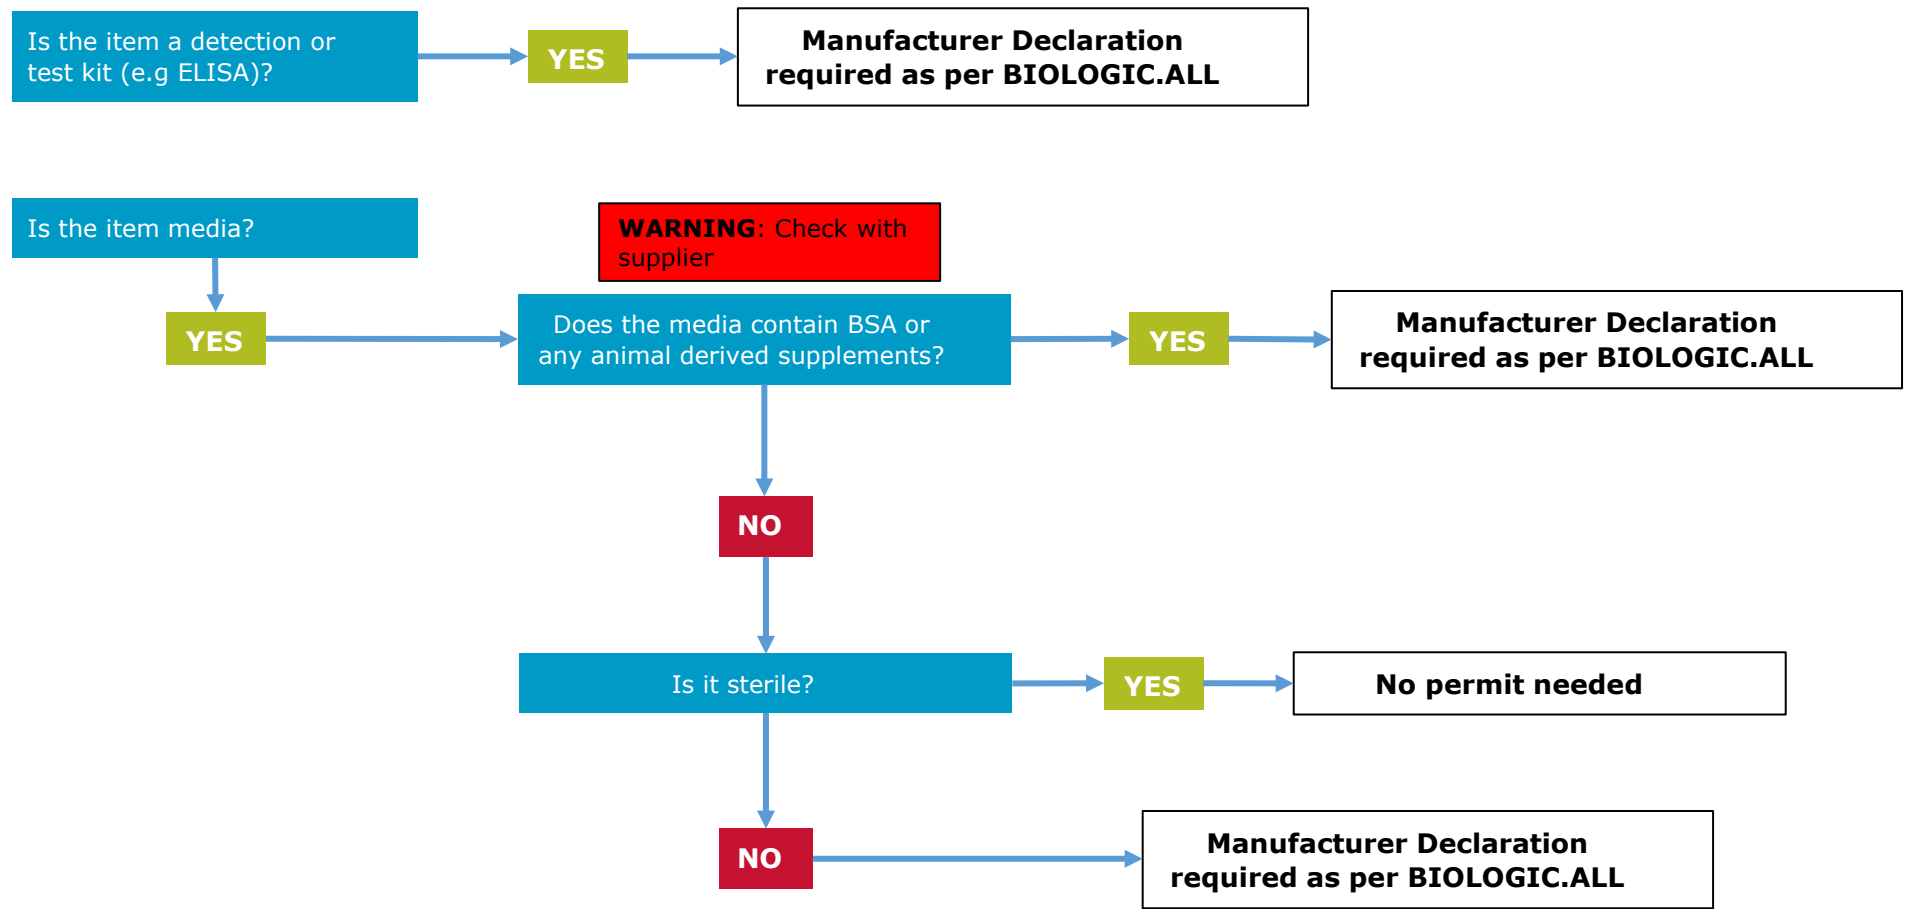 Is the item a detection or
test kit (e.g ELISA)?
YES
Manufacturer Declaration
required as per BIOLOGIC.ALL
Is the item media?
WARNING: Check with
supplier
YES
Does the media contain BSA or
any animal derived supplements?
YES
Manufacturer Declaration
required as per BIOLOGIC.ALL
NO
Is it sterile?
YES
No permit needed
NO
Manufacturer Declaration
required as per BIOLOGIC.ALL